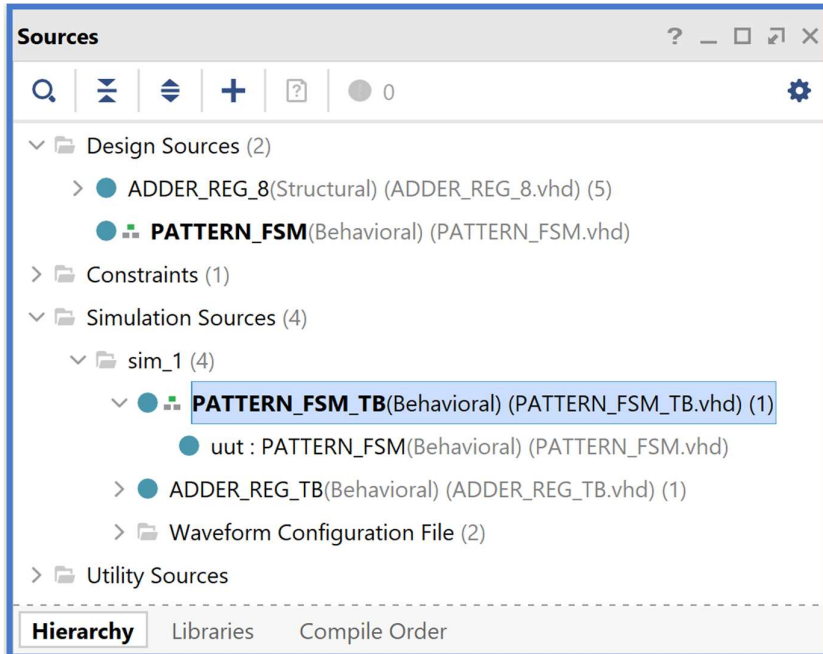 Sources
0
Design Sources (2)
ADDER_REG_8(Structural) (ADDER_REG_8.vhd) (5)
PATTERN_FSM(Behavioral) (PATTERN_FSM.vhd)
Constraints (1)
Simulation Sources (4)
sim_1 (4)
PATTERN_FSM_TB(Behavioral) (PATTERN_FSM_TB.vhd) (1)
uut : PATTERN_FSM(Behavioral) (PATTERN_FSM.vhd)
ADDER_REG_TB(Behavioral) (ADDER_REG_TB.vhd) (1)
Waveform Configuration File (2)
Utility Sources
Hierarchy Libraries Compile Order